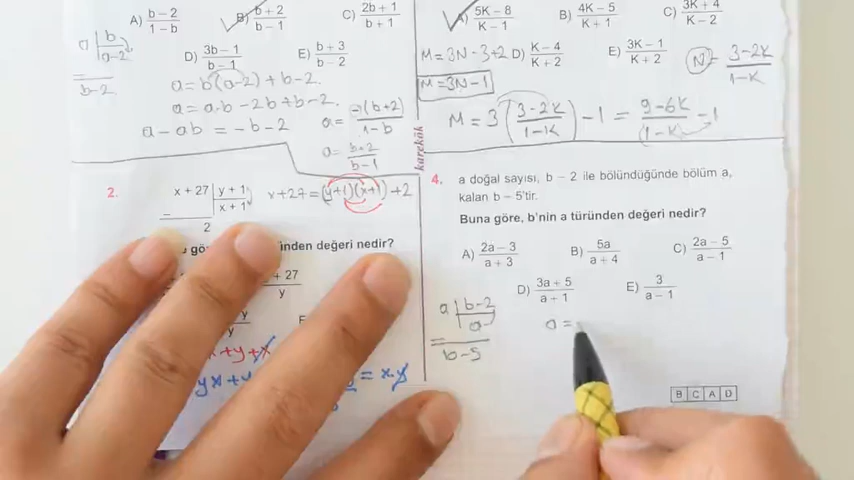 A) b-2/1-b
B) b+2/b-1
C) 2b+1/b+1
D) 3b-1/b-1
E) b+3/b-2
a | b
a-2
b-2
a = b(a-2) + b-2
a = a.b - 2b + b-2
a - ab = -b-2
a = -(b+2)/1-b
a = b+2/b-1
A) 5K-8/K-1
B) 4K-5/K+1
C) 3K+4/K-2
D) K-4/K+2
E) 3K-1/K+2
M = 3N-3+2
M = 3N-1
N = 3-2K/1-K
M = 3(3-2K/1-K) -1 = 9-6K/(1-K) -1
karekök
2.
x + 27 | y + 1
x + 1
2
x+27 = (y+1)(x+1)+2
inden değeri nedir?
+ 27/y
= x.y
4.
a doğal sayısı, b – 2 ile bölündüğünde bölüm a,
kalan b – 5'tir.
Buna göre, b'nin a türünden değeri nedir?
A) 2a – 3/a + 3
B) 5a/a + 4
C) 2a – 5/a – 1
D) 3a + 5/a + 1
E) 3/a – 1
a | b-2
a
b-5
a =
B C A D